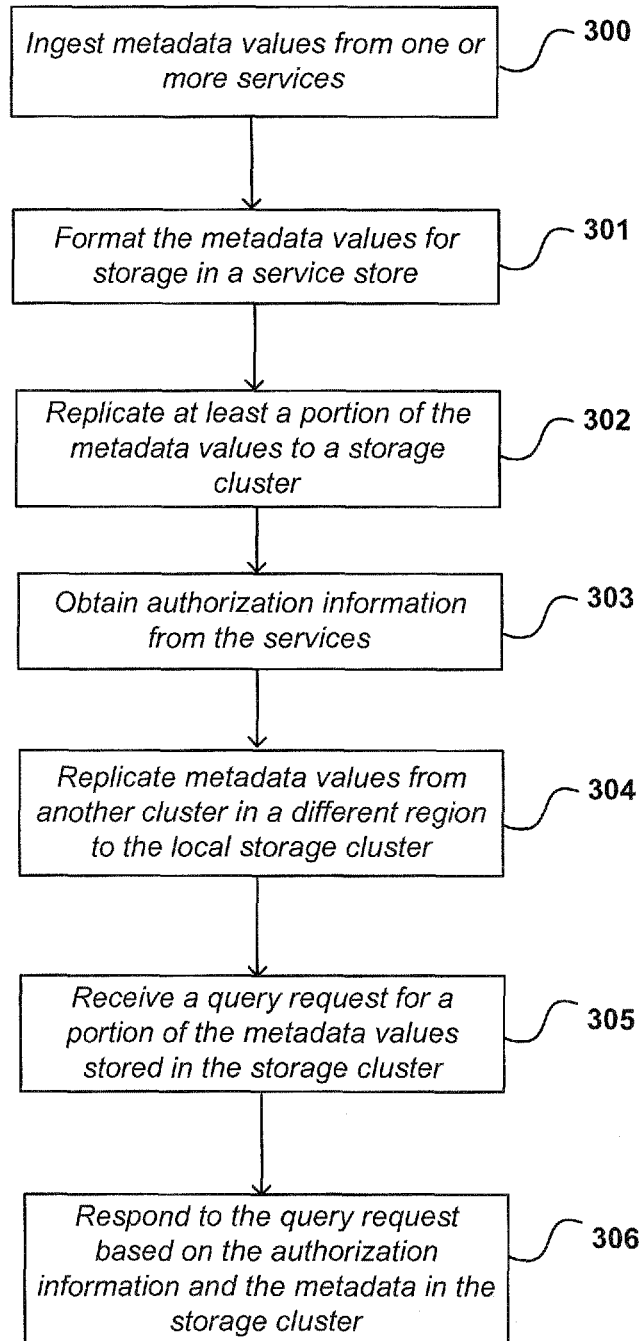 Ingest metadata values from one or
more services
300
Format the metadata values for
storage in a service store
301
Replicate at least a portion of the
metadata values to a storage
cluster
302
Obtain authorization information
from the services
303
Replicate metadata values from
another cluster in a different region
to the local storage cluster
304
Receive a query request for a
portion of the metadata values
stored in the storage cluster
305
Respond to the query request
based on the authorization
information and the metadata in the
storage cluster
306